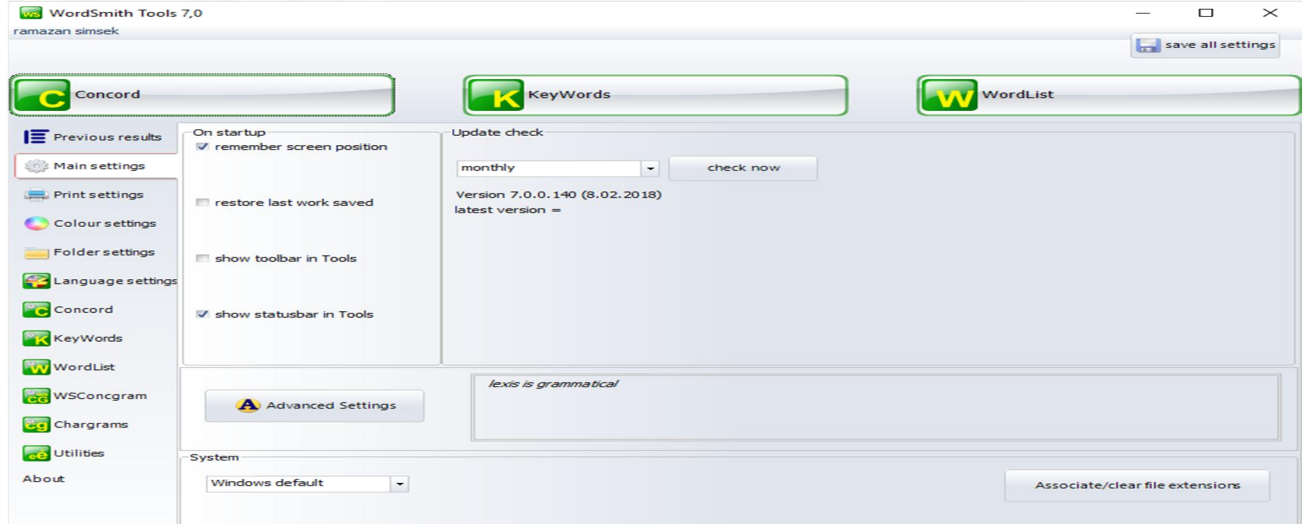 WS WordSmith Tools 7,0
ramazan simsek
save all settings
C Concord
K KeyWords
W WordList
Previous results
Main settings
Print settings
Colour settings
Folder settings
Language settings
C Concord
K KeyWords
W WordList
CG WSConcgram
cg Chargrams
Utilities
About
On startup
remember screen position
restore last work saved
show toolbar in Tools
show statusbar in Tools
Update check
monthly
check now
Version 7.0.0.140 (8.02.2018)
latest version =
A Advanced Settings
lexis is grammatical
System
Windows default
Associate/clear file extensions